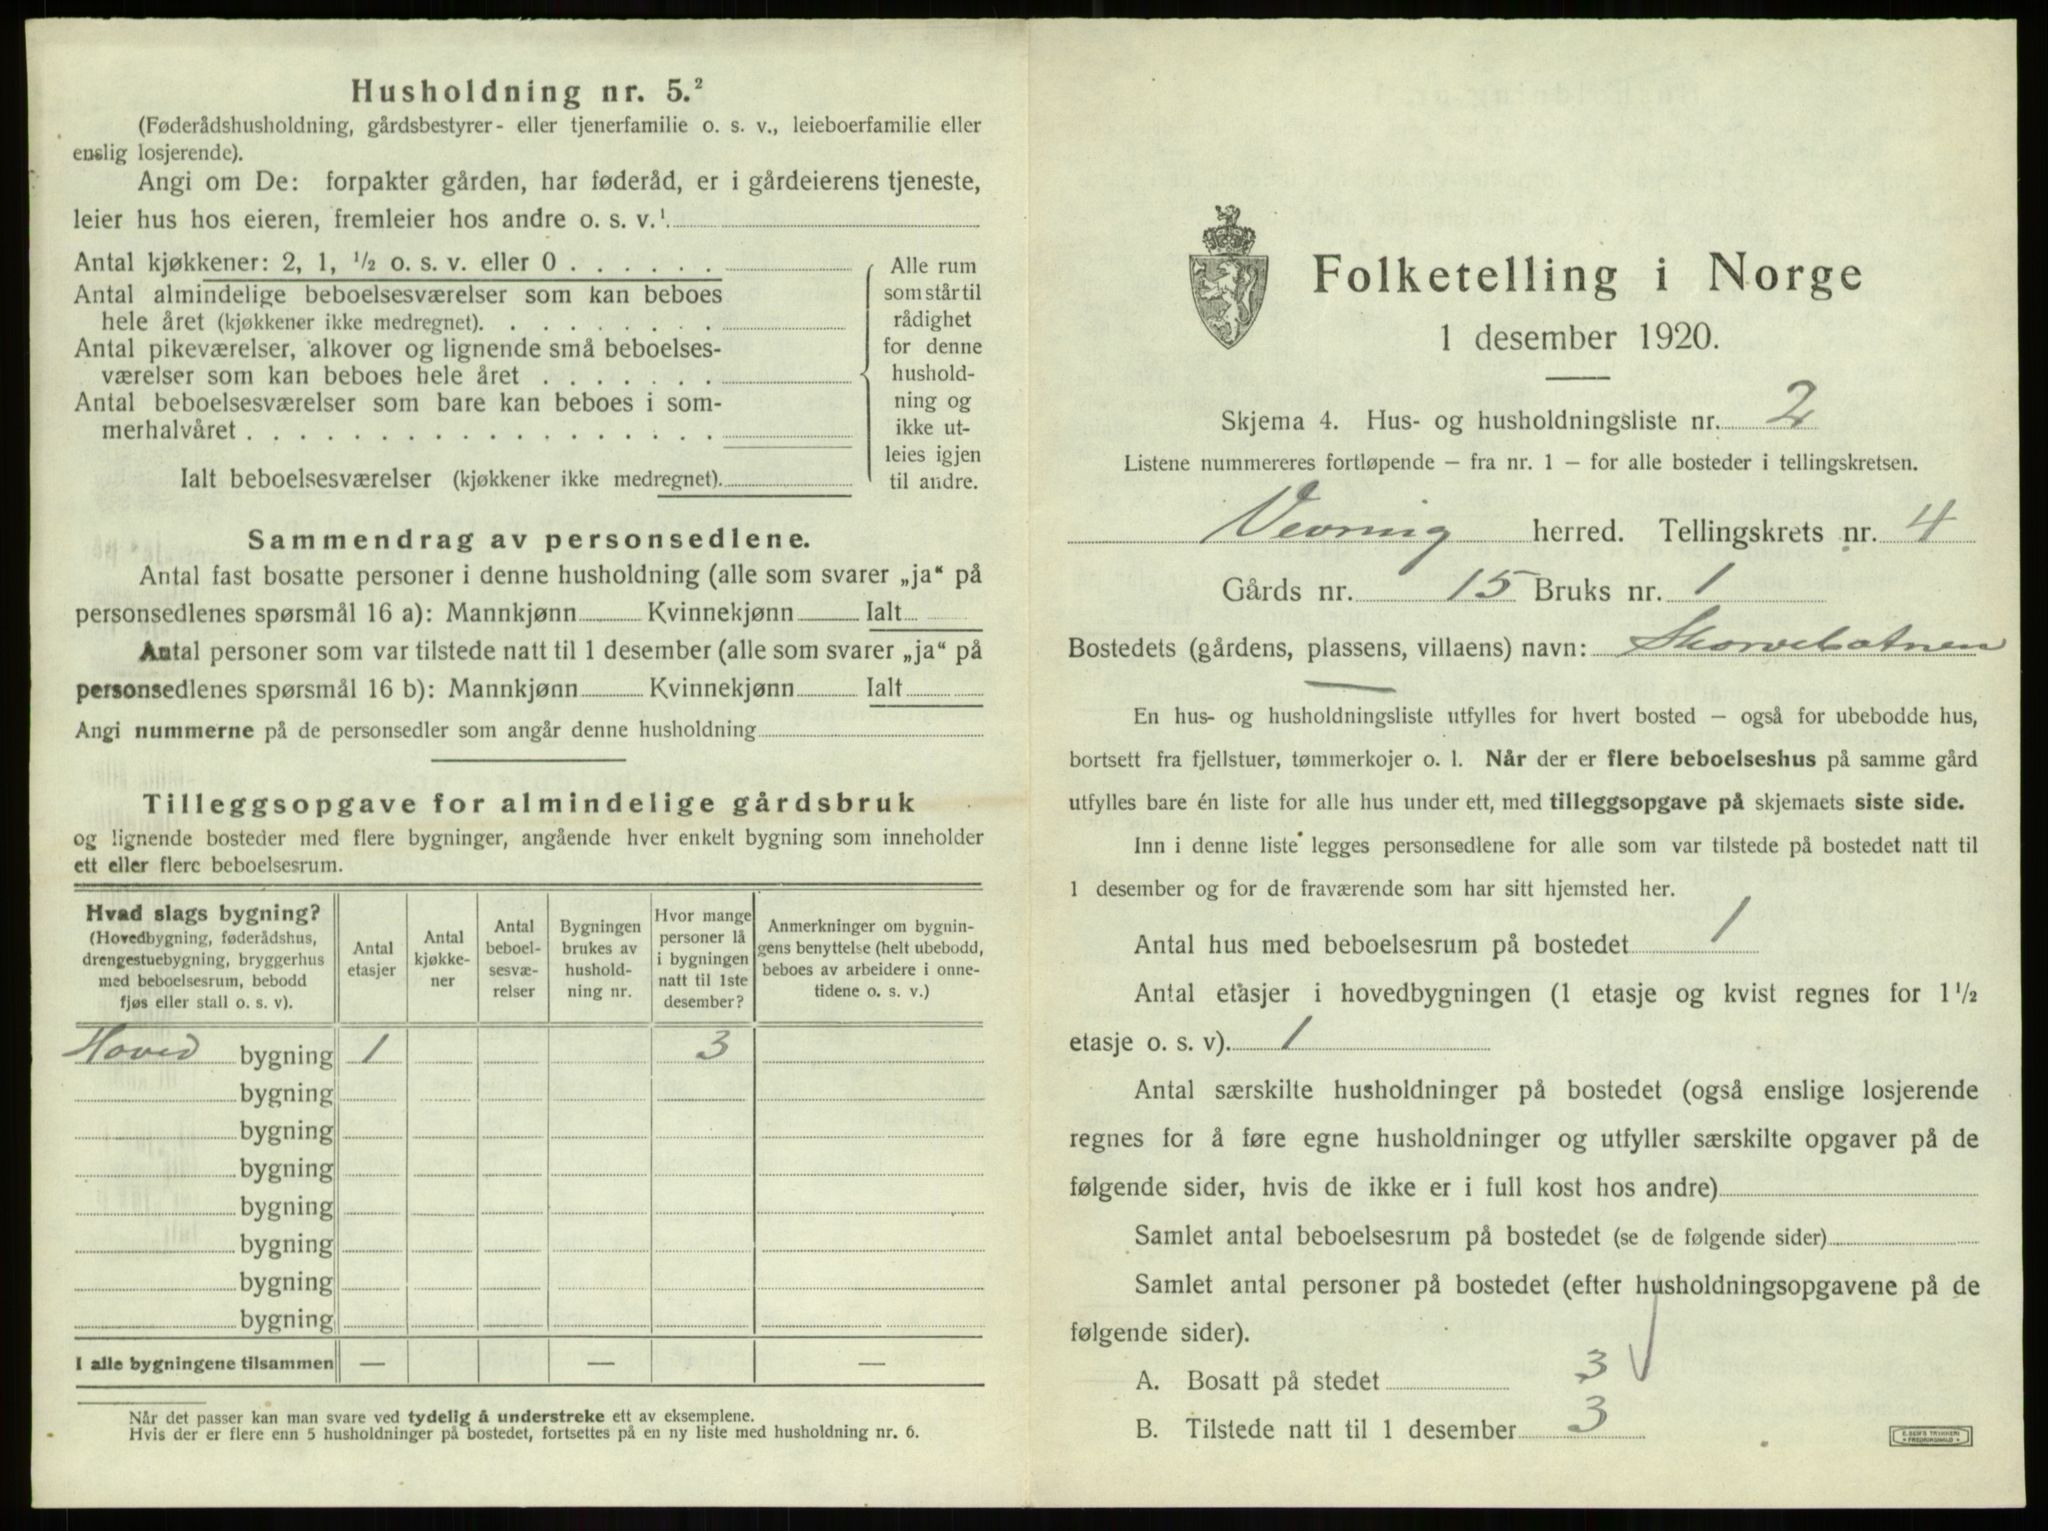 Husholdning nr. 5.²
(Føderådshusholdning, gårdsbestyrer- eller tjenerfamilie o. s. v., leieboerfamilie eller
enslig losjerende).
Angi om De: forpakter gården, har føderåd, er i gårdeierens tjeneste,
leier hus hos eieren, fremleier hos andre o. s. v.¹
Antal kjøkkener: 2, 1, ½ o. s. v. eller 0 . . . . . .
Antal almindelige beboelsesværelser som kan beboes
hele året (kjøkkener ikke medregnet). . . . . . . . .
Antal pikeværelser, alkover og lignende små beboelses-
værelser som kan beboes hele året . . . . . . .
Antal beboelsesværelser som bare kan beboes i som-
merhalvåret . . . . . . . . . . . . . . . . . .
Ialt beboelsesværelser (kjøkkener ikke medregnet).
Alle rum
som står til
rådighet
for denne
hushold-
ning og
ikke ut-
leies igjen
til andre.
Sammendrag av personsedlene.
Antal fast bosatte personer i denne husholdning (alle som svarer „ja“ på
personsedlenes spørsmål 16 a): Mannkjønn Kvinnekjønn Ialt
Antal personer som var tilstede natt til 1 desember (alle som svarer „ja“ på
personsedlenes spørsmål 16 b): Mannkjønn Kvinnekjønn Ialt
Angi nummerne på de personsedler som angår denne husholdning
Tilleggsopgave for almindelige gårdsbruk
og lignende bosteder med flere bygninger, angående hver enkelt bygning som inneholder
ett eller flere beboelsesrum.
Hvad slags bygning?
(Hovedbygning, føderådshus,
drengestuebygning, bryggerhus
med beboelsesrum, bebodd
fjøs eller stall o. s. v).
Antal
etasjer
Antal
kjøkke-
ner
Antal
beboel-
sesvæ-
relser
Bygningen
brukes av
hushold-
ning nr.
Hvor mange
personer lå
i bygningen
natt til 1ste
desember?
Anmerkninger om bygnin-
gens benyttelse (helt ubebodd,
beboes av arbeidere i onne-
tidene o. s. v.)
Hoved bygning 1 3
bygning
bygning
bygning
bygning
bygning
bygning
bygning
I alle bygningene tilsammen — — —
Når det passer kan man svare ved tydelig å understreke ett av eksemplene.
Hvis der er flere enn 5 husholdninger på bostedet, fortsettes på en ny liste med husholdning nr. 6.
Folketelling i Norge
1 desember 1920.
Skjema 4. Hus- og husholdningsliste nr. 2
Listene nummereres fortløpende – fra nr. 1 – for alle bosteder i tellingskretsen.
Vevring herred. Tellingskrets nr. 4
Gårds nr. 15 Bruks nr. 1
Bostedets (gårdens, plassens, villaens) navn: Skorvebotnen
En hus- og husholdningsliste utfylles for hvert bosted – også for ubebodde hus,
bortsett fra fjellstuer, tømmerkojer o. l. Når der er flere beboelseshus på samme gård
utfylles bare én liste for alle hus under ett, med tilleggsopgave på skjemaets siste side.
Inn i denne liste legges personsedlene for alle som var tilstede på bostedet natt til
1 desember og for de fraværende som har sitt hjemsted her.
Antal hus med beboelsesrum på bostedet 1
Antal etasjer i hovedbygningen (1 etasje og kvist regnes for 1½
etasje o. s. v). 1
Antal særskilte husholdninger på bostedet (også enslige losjerende
regnes for å føre egne husholdninger og utfyller særskilte opgaver på de
følgende sider, hvis de ikke er i full kost hos andre)
Samlet antal beboelsesrum på bostedet (se de følgende sider)
Samlet antal personer på bostedet (efter husholdningsopgavene på de
følgende sider).
A. Bosatt på stedet 3
B. Tilstede natt til 1 desember 3